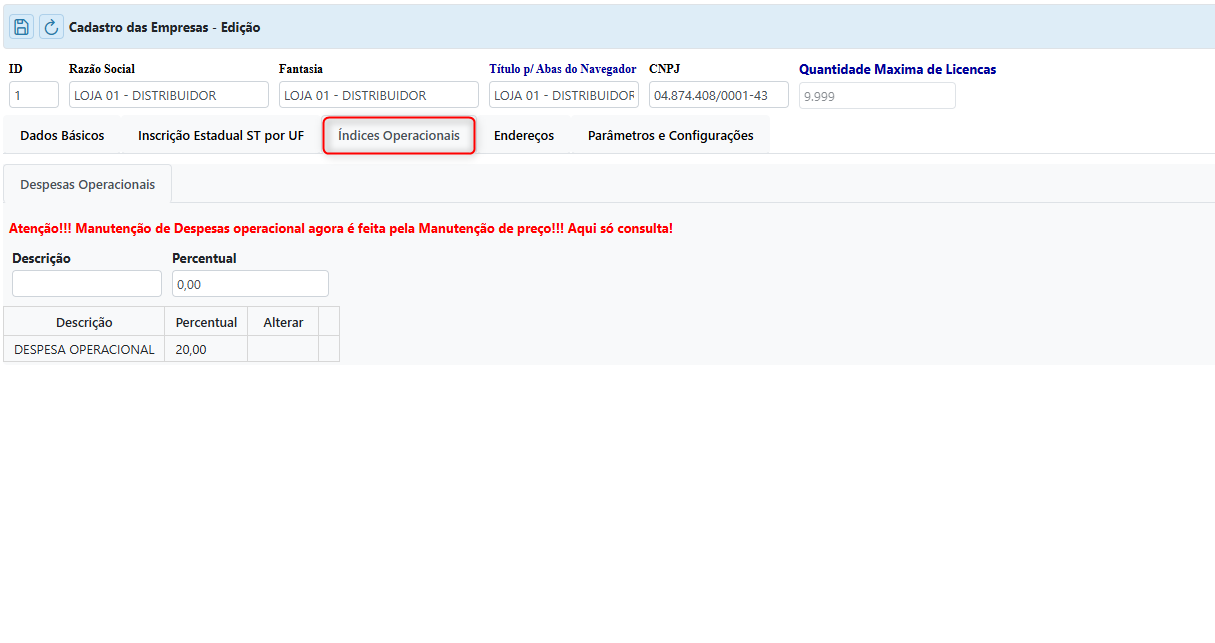 Cadastro das Empresas - Edição
ID Razão Social Fantasia Título p/ Abas do Navegador CNPJ Quantidade Maxima de Licencas
1 LOJA 01 - DISTRIBUIDOR LOJA 01 - DISTRIBUIDOR LOJA 01 - DISTRIBUIDOR 04.874.408/0001-43 9.999
Dados Básicos Inscrição Estadual ST por UF Índices Operacionais Endereços Parâmetros e Configurações
Despesas Operacionais
Atenção!!! Manutenção de Despesas operacional agora é feita pela Manutenção de preço!!! Aqui só consulta!
Descrição Percentual
0,00
Descrição Percentual Alterar
DESPESA OPERACIONAL 20,00